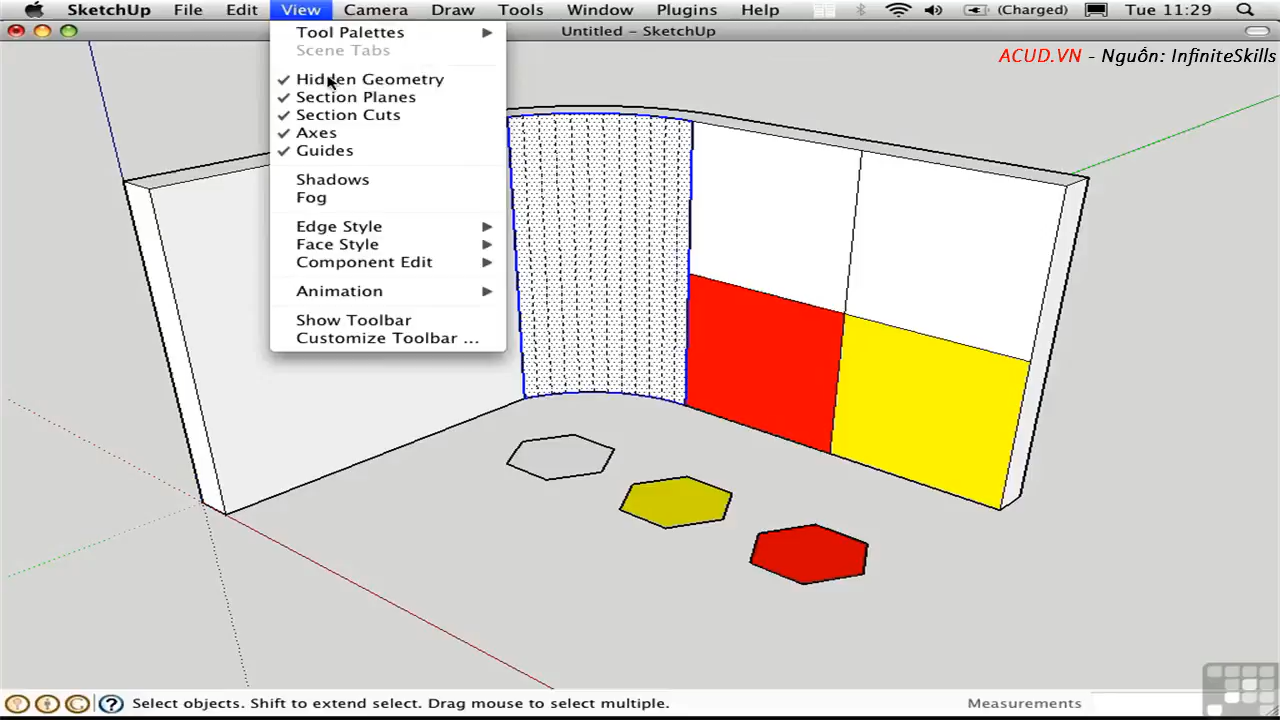 SketchUp File Edit View Camera Draw Tools Window Plugins Help (Charged) Tue 11:29
Untitled – SketchUp
ACUD.VN - Nguồn: InfiniteSkills
Tool Palettes
Scene Tabs
Hidden Geometry
Section Planes
Section Cuts
Axes
Guides
Shadows
Fog
Edge Style
Face Style
Component Edit
Animation
Show Toolbar
Customize Toolbar ...
Select objects. Shift to extend select. Drag mouse to select multiple. Measurements